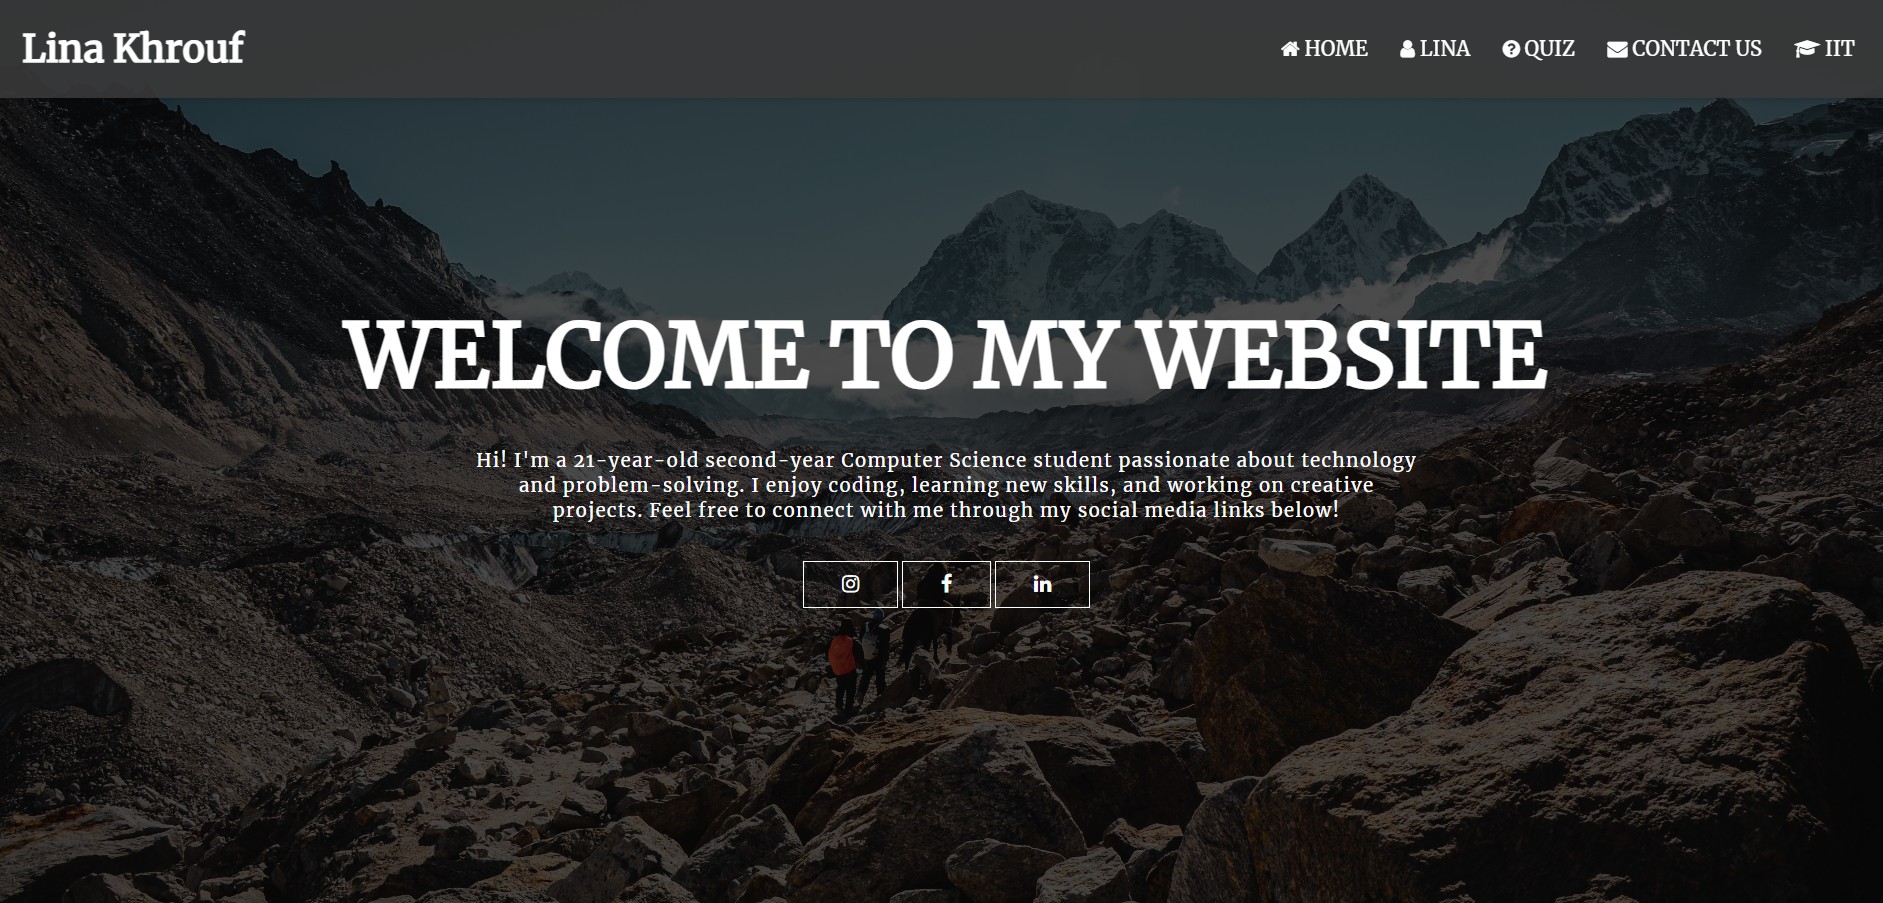 Lina Khrouf
HOME
LINA
QUIZ
CONTACT US
IIT
WELCOME TO MY WEBSITE
Hi! I'm a 21-year-old second-year Computer Science student passionate about technology
and problem-solving. I enjoy coding, learning new skills, and working on creative
projects. Feel free to connect with me through my social media links below!